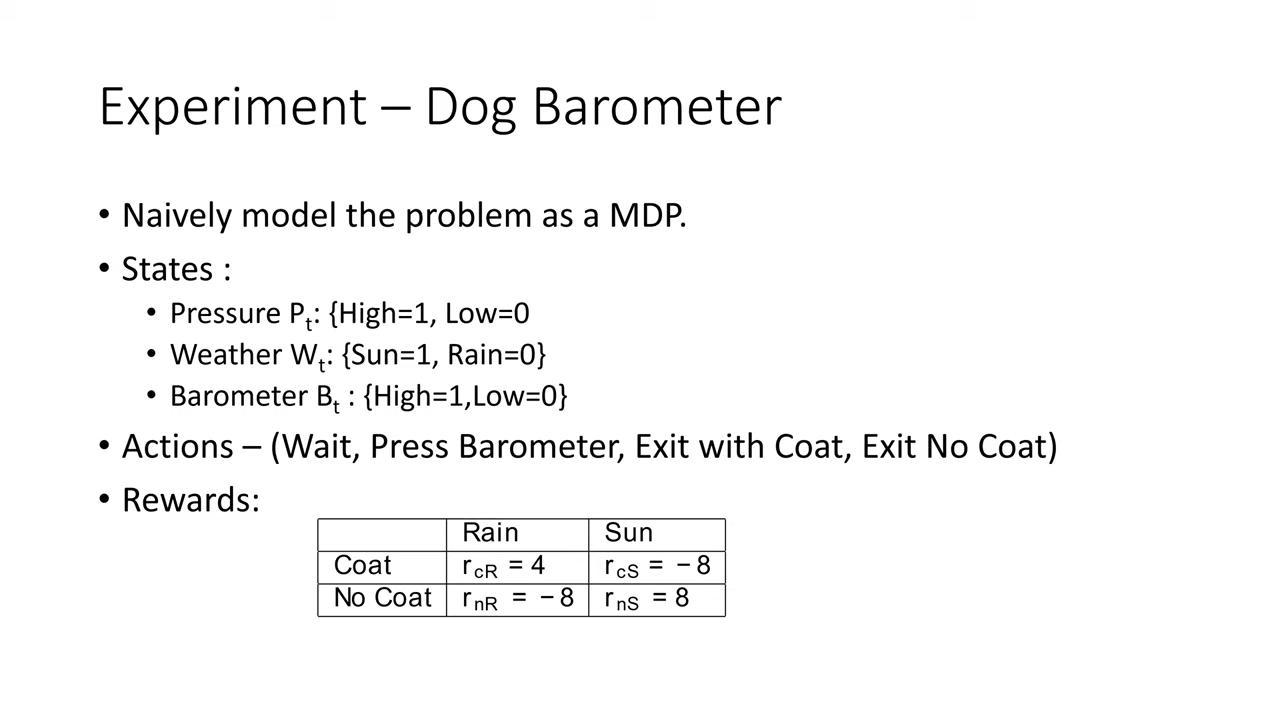 Experiment – Dog Barometer
• Naively model the problem as a MDP.
• States :
• Pressure Pt: {High=1, Low=0
• Weather Wt: {Sun=1, Rain=0}
• Barometer Bt : {High=1,Low=0}
• Actions – (Wait, Press Barometer, Exit with Coat, Exit No Coat)
• Rewards:
Rain Sun
Coat rcR = 4 rcS = −8
No Coat rnR = −8 rnS = 8